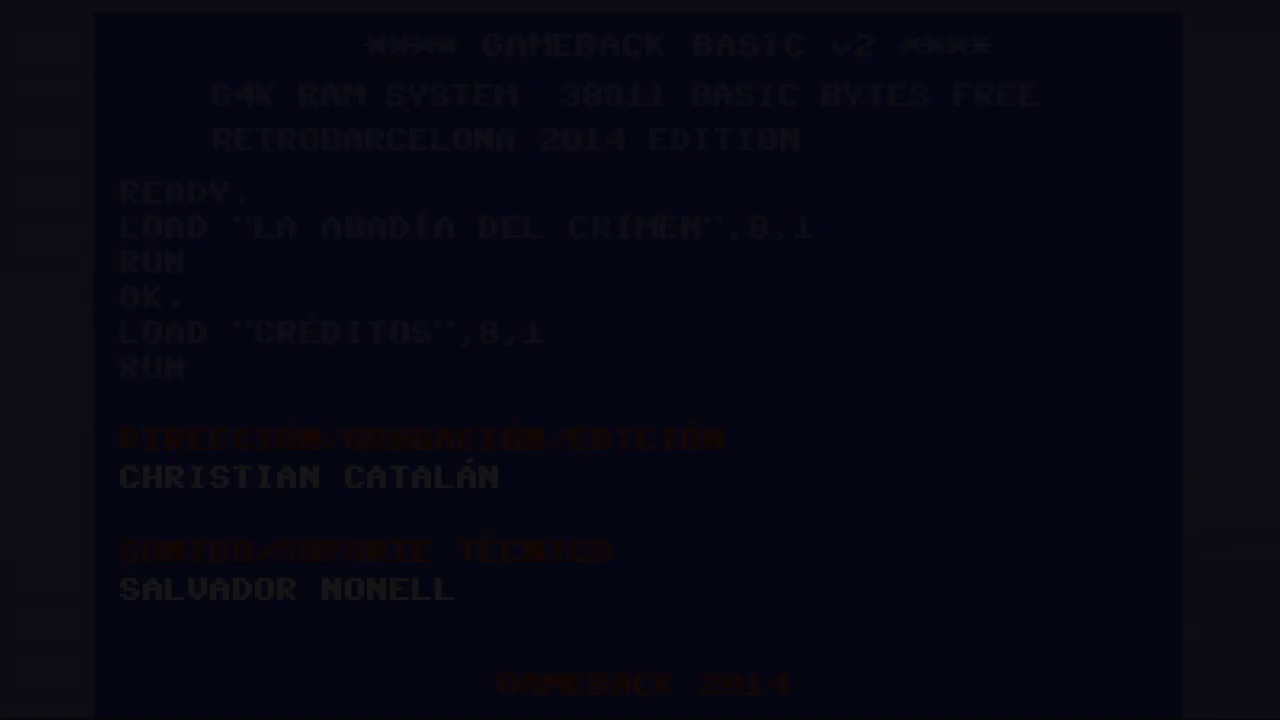 **** GAMEBACK BASIC v2 ****
64K RAM SYSTEM 38911 BASIC BYTES FREE
RETROBARCELONA 2014 EDITION
READY.
LOAD "LA ABADÍA DEL CRIMEN",8,1
RUN
OK.
LOAD "CRÉDITOS",8,1
RUN
DIRECCIÓN/GRABACIÓN/EDICIÓN
CHRISTIAN CATALÁN
GUIÓN/SOPORTE TÉCNICO
SALVADOR NONELL
GAMEBACK 2014